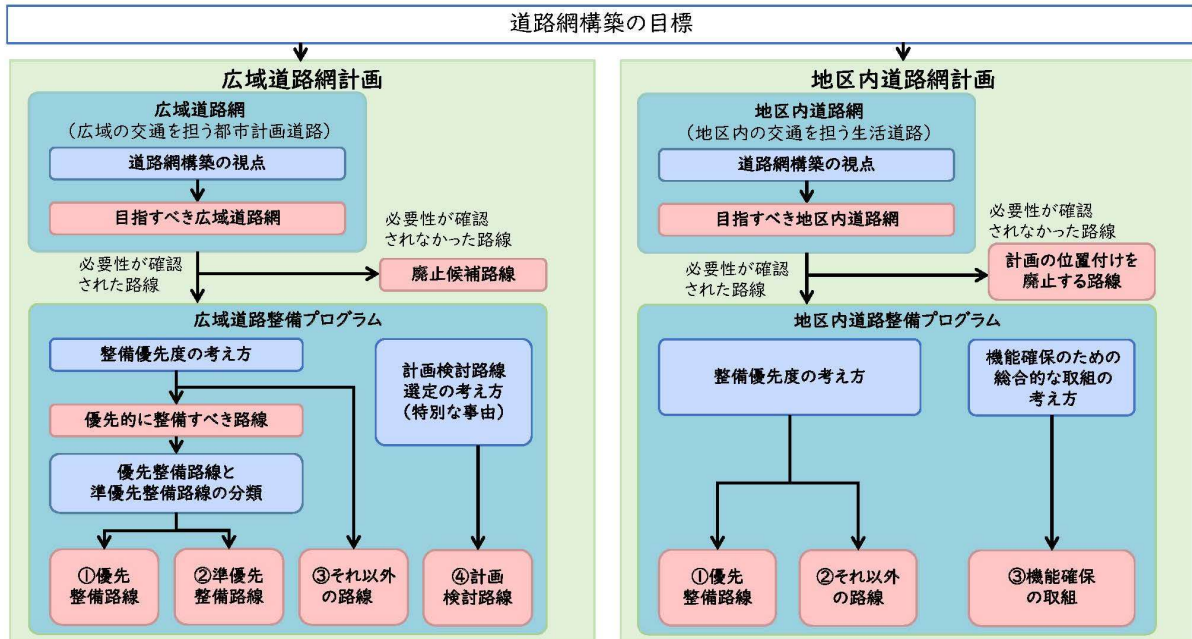 道路網構築の目標
広域道路網計画
広域道路網
（広域の交通を担う都市計画道路）
道路網構築の視点
目指すべき広域道路網
必要性が確認
されなかった路線
必要性が確認
された路線
廃止候補路線
広域道路整備プログラム
整備優先度の考え方
優先的に整備すべき路線
優先整備路線と
準優先整備路線の分類
計画検討路線
選定の考え方
（特別な事由）
①優先
整備路線
②準優先
整備路線
③それ以外
の路線
④計画
検討路線
地区内道路網計画
地区内道路網
（地区内の交通を担う生活道路）
道路網構築の視点
目指すべき地区内道路網
必要性が確認
されなかった路線
必要性が確認
された路線
計画の位置付けを
廃止する路線
地区内道路整備プログラム
整備優先度の考え方
機能確保のための
総合的な取組の
考え方
①優先
整備路線
②それ以外
の路線
③機能確保
の取組